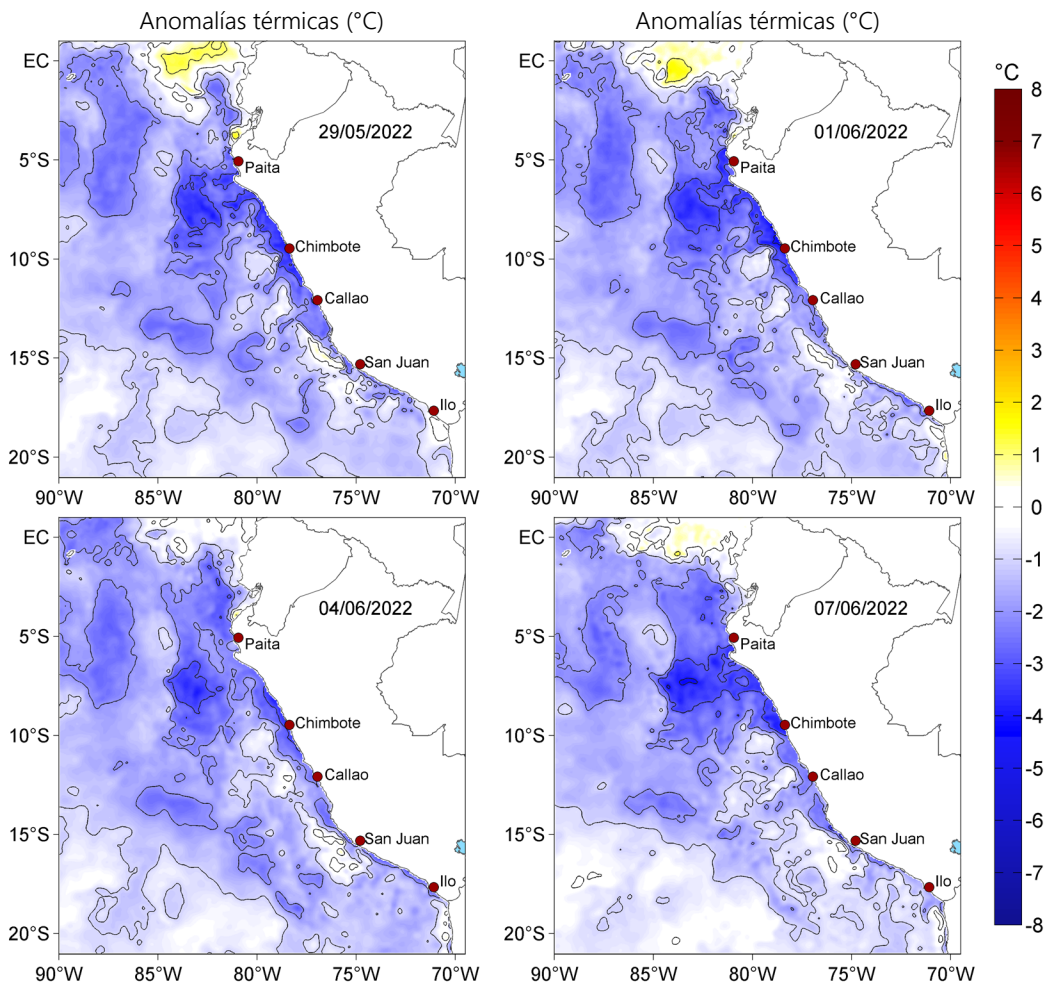 Anomalías térmicas (°C)
Anomalías térmicas (°C)
°C
8
7
6
5
4
3
2
1
0
-1
-2
-3
-4
-5
-6
-7
-8
EC
5°S
10°S
15°S
20°S
29/05/2022
Paita
Chimbote
Callao
San Juan
Ilo
90°W
85°W
80°W
75°W
70°W
EC
5°S
10°S
15°S
20°S
01/06/2022
Paita
Chimbote
Callao
San Juan
Ilo
90°W
85°W
80°W
75°W
70°W
EC
5°S
10°S
15°S
20°S
04/06/2022
Paita
Chimbote
Callao
San Juan
Ilo
90°W
85°W
80°W
75°W
70°W
EC
5°S
10°S
15°S
20°S
07/06/2022
Paita
Chimbote
Callao
San Juan
Ilo
90°W
85°W
80°W
75°W
70°W